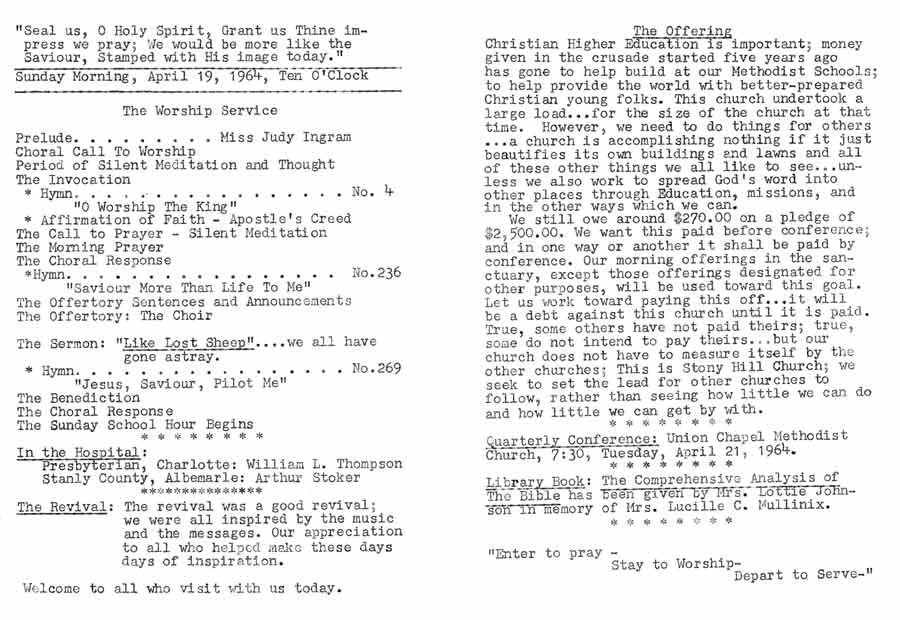 "Seal us, O Holy Spirit, Grant us Thine im-
press we pray; We would be more like the
Saviour, Stamped with His image today."
Sunday Morning, April 19, 1964, Ten O'Clock
The Worship Service
Prelude. . . . . . . . . . Miss Judy Ingram
Choral Call To Worship
Period of Silent Meditation and Thought
The Invocation
* Hymn. . . . . . . . . . . . . . . . . No. 4
"O Worship The King"
* Affirmation of Faith - Apostle's Creed
The Call to Prayer - Silent Meditation
The Morning Prayer
The Choral Response
*Hymn. . . . . . . . . . . . . . . . . No.236
"Saviour More Than Life To Me"
The Offertory Sentences and Announcements
The Offertory: The Choir
The Sermon: "Like Lost Sheep"....we all have
gone astray.
* Hymn. . . . . . . . . . . . . . . . . No.269
"Jesus, Saviour, Pilot Me"
The Benediction
The Choral Response
The Sunday School Hour Begins
* * * * * * * *
In the Hospital:
Presbyterian, Charlotte: William L. Thompson
Stanly County, Albemarle: Arthur Stoker
***************
The Revival: The revival was a good revival;
we were all inspired by the music
and the messages. Our appreciation
to all who helped make these days
days of inspiration.
Welcome to all who visit with us today.
The Offering
Christian Higher Education is important; money
given in the crusade started five years ago
has gone to help build at our Methodist Schools;
to help provide the world with better-prepared
Christian young folks. This church undertook a
large load...for the size of the church at that
time. However, we need to do things for others
...a church is accomplishing nothing if it just
beautifies its own buildings and lawns and all
of these other things we all like to see...un-
less we also work to spread God's word into
other places through Education, missions, and
in the other ways which we can.
We still owe around $270.00 on a pledge of
$2,500.00. We want this paid before conference;
and in one way or another it shall be paid by
conference. Our morning offerings in the san-
ctuary, except those offerings designated for
other purposes, will be used toward this goal.
Let us work toward paying this off...it will
be a debt against this church until it is paid.
True, some others have not paid theirs; true,
some do not intend to pay theirs...but our
church does not have to measure itself by the
other churches; This is Stony Hill Church; we
seek to set the lead for other churches to
follow, rather than seeing how little we can do
and how little we can get by with.
* * * * * * * *
Quarterly Conference: Union Chapel Methodist
Church, 7:30, Tuesday, April 21, 1964.
* * * * * * * *
Library Book: The Comprehensive Analysis of
The Bible has been given by Mrs. Lottie John-
son in memory of Mrs. Lucille C. Mullinix.
* * * * * * * *
"Enter to pray -
Stay to Worship-
Depart to Serve-"